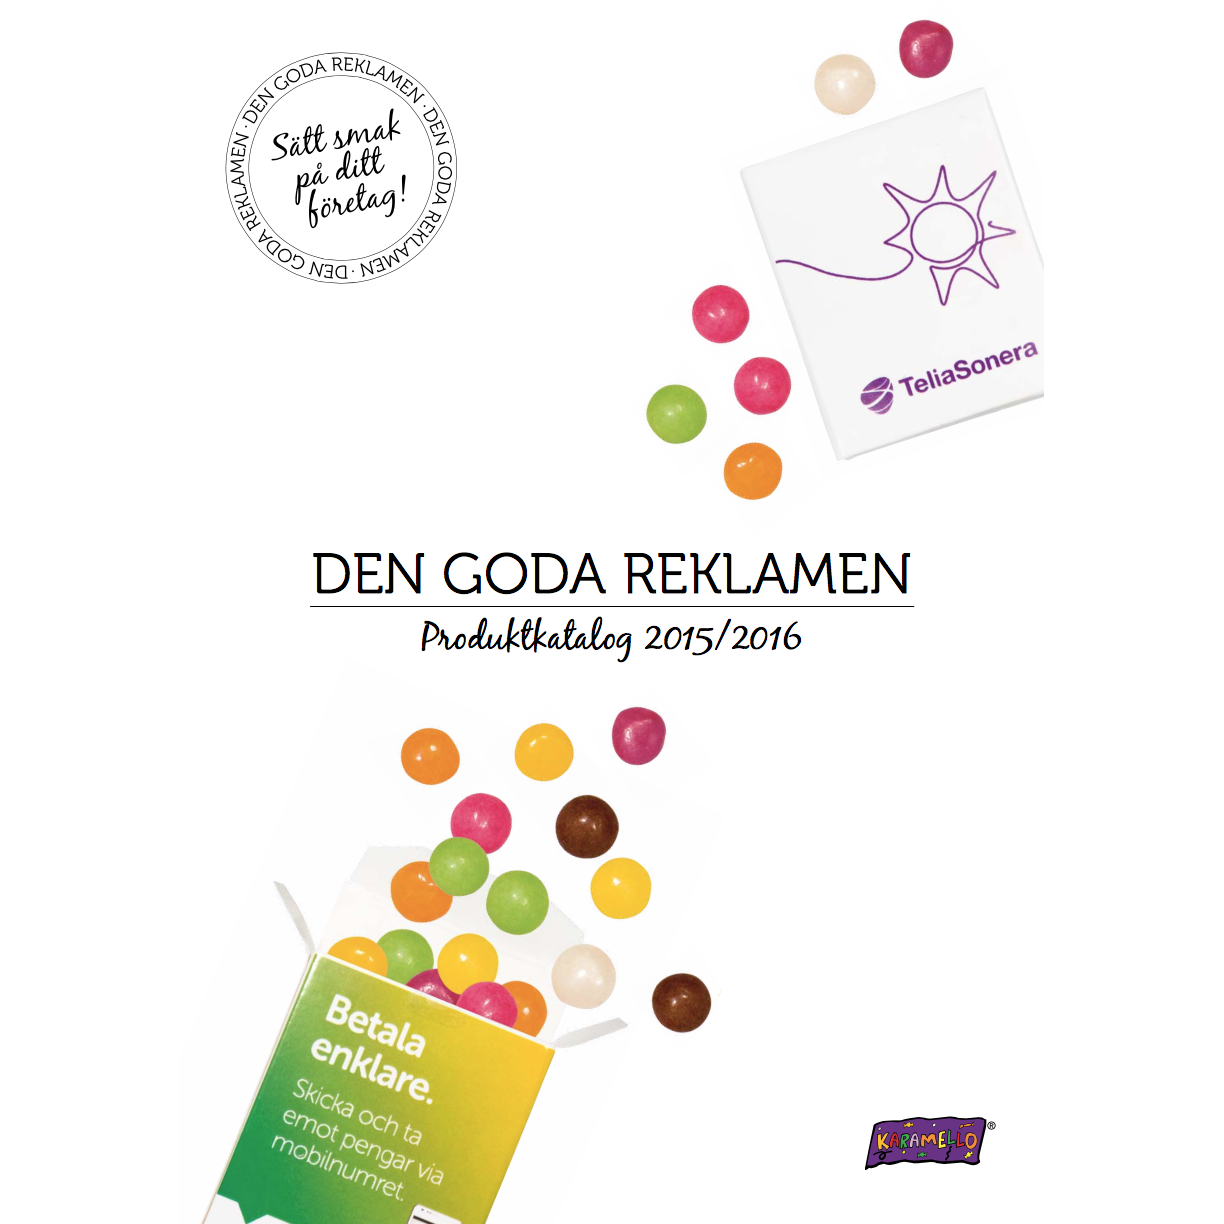 DEN GODA REKLAMEN · DEN GODA REKLAMEN · DEN GODA REKLAMEN ·
Sätt smak
på ditt
företag!
TeliaSonera
DEN GODA REKLAMEN
Produktkatalog 2015/2016
Betala
enklare.
Skicka och ta
emot pengar via
mobilnumret.
KARAMELLO®